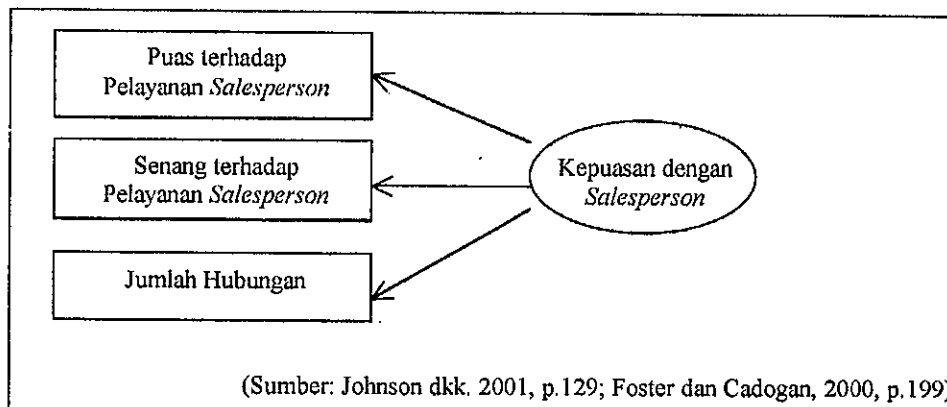 Puas terhadap
Pelayanan Salesperson
Senang terhadap
Pelayanan Salesperson
Jumlah Hubungan
Kepuasan dengan
Salesperson
(Sumber: Johnson dkk. 2001, p.129; Foster dan Cadogan, 2000, p.199)